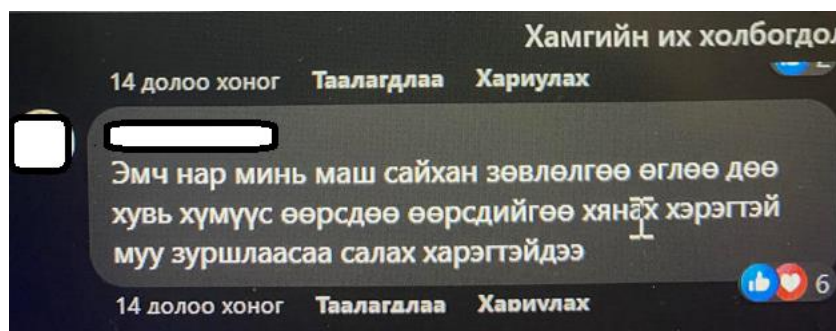 Хамгийн их холбогдол
14 долоо хоног Таалагдлаа Хариулах
Эмч нар минь маш сайхан зөвлөлгөө өглөө дөө
хувь хүмүүс өөрсдөө өөрсдийгөө хянах хэрэгтэй
муу зуршлаасаа салах харэгтэйдээ
6
14 долоо хоног Таалагдлаа Хариулах